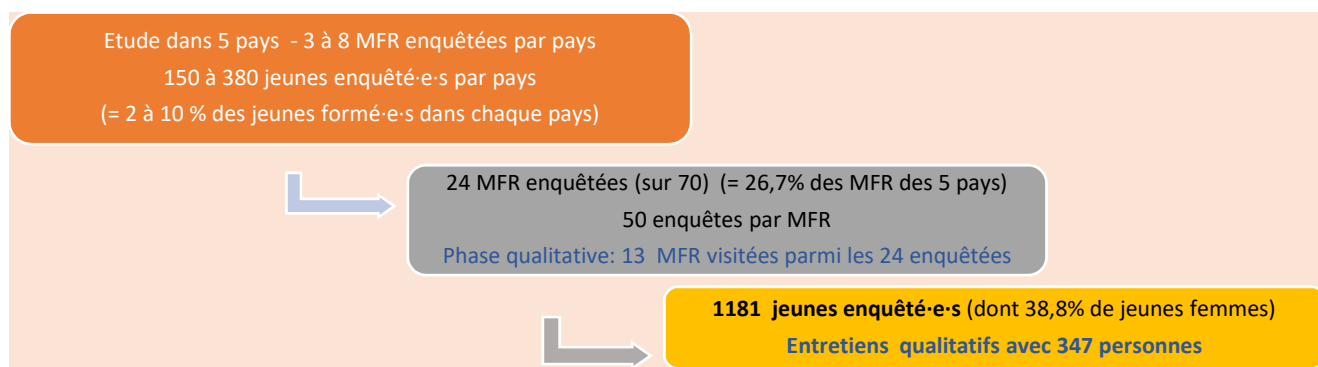 Etude dans 5 pays - 3 à 8 MFR enquêtées par pays
150 à 380 jeunes enquêté·e·s par pays
(= 2 à 10 % des jeunes formé·e·s dans chaque pays)
24 MFR enquêtées (sur 70) (= 26,7% des MFR des 5 pays)
50 enquêtes par MFR
Phase qualitative: 13 MFR visitées parmi les 24 enquêtées
1181 jeunes enquêté·e·s (dont 38,8% de jeunes femmes)
Entretiens qualitatifs avec 347 personnes